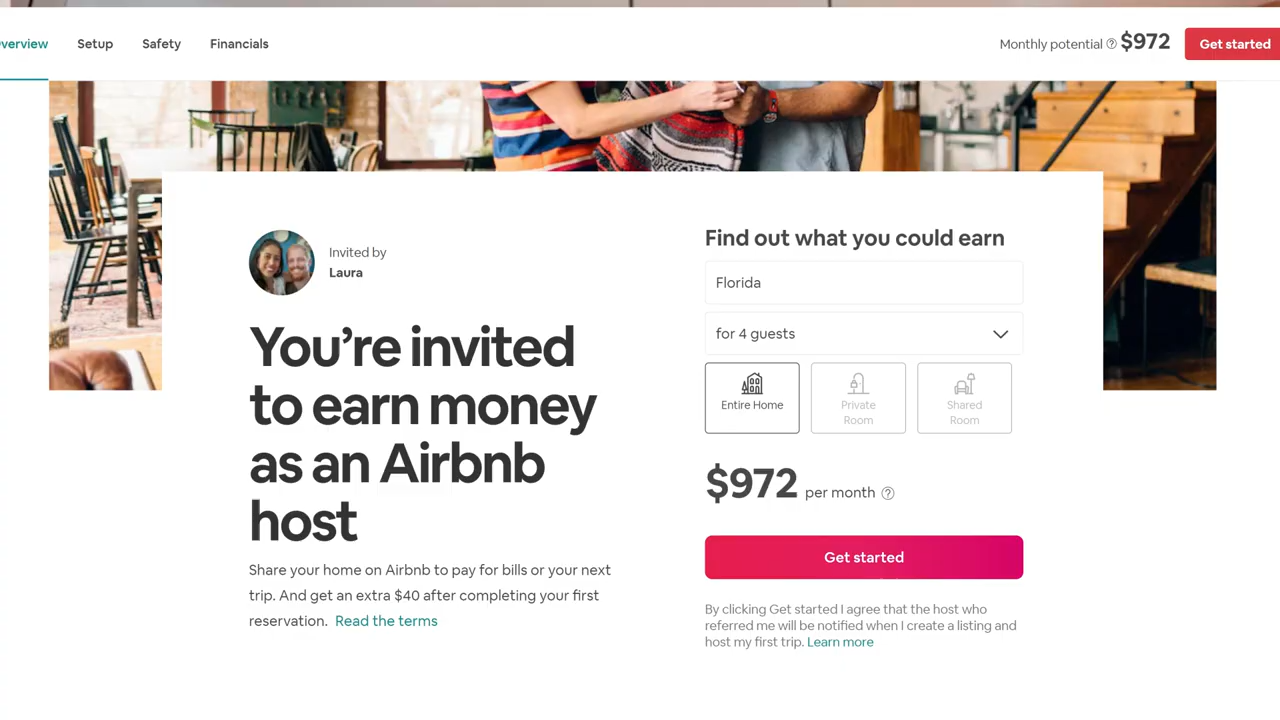 verview
Setup
Safety
Financials
Monthly potential ? $972
Get started
Invited by
Laura
You're invited
to earn money
as an Airbnb
host
Share your home on Airbnb to pay for bills or your next
trip. And get an extra $40 after completing your first
reservation. Read the terms
Find out what you could earn
Florida
for 4 guests
Entire Home
Private
Room
Shared
Room
$972 per month ?
Get started
By clicking Get started I agree that the host who
referred me will be notified when I create a listing and
host my first trip. Learn more